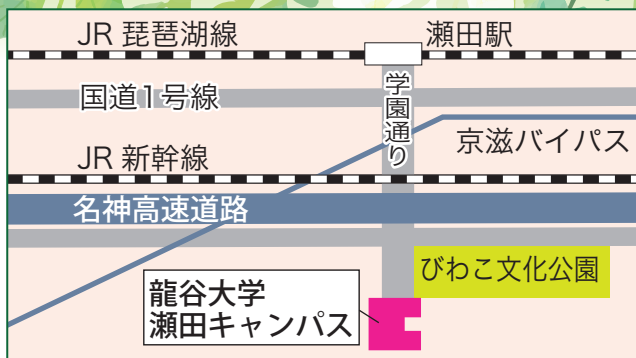 JR 琵琶湖線
瀬田駅
国道1号線
学園通り
京滋バイパス
JR 新幹線
名神高速道路
びわこ文化公園
龍谷大学
瀬田キャンパス